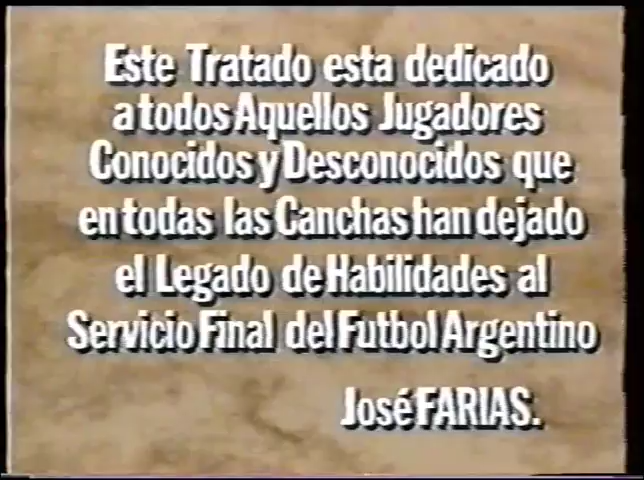 Este Tratado esta dedicado
a todos Aquellos Jugadores
Conocidos y Desconocidos que
en todas las Canchas han dejado
el Legado de Habilidades al
Servicio Final del Futbol Argentino
José FARIAS.